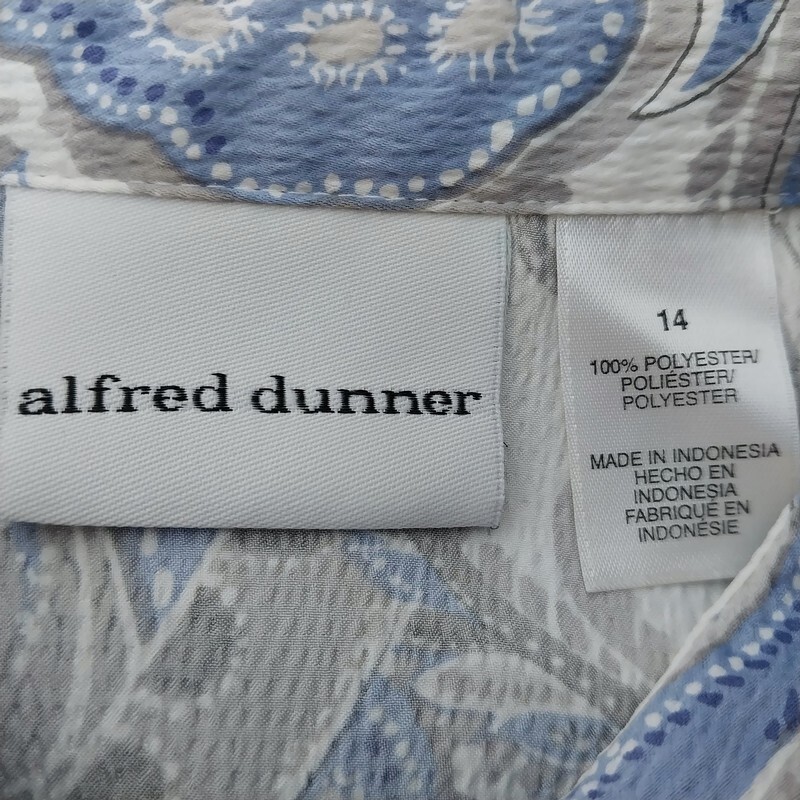 alfred dunner
14
100% POLYESTER/
POLIÉSTER/
POLYESTER
MADE IN INDONESIA
HECHO EN
INDONESIA
FABRIQUÉ EN
INDONÉSIE